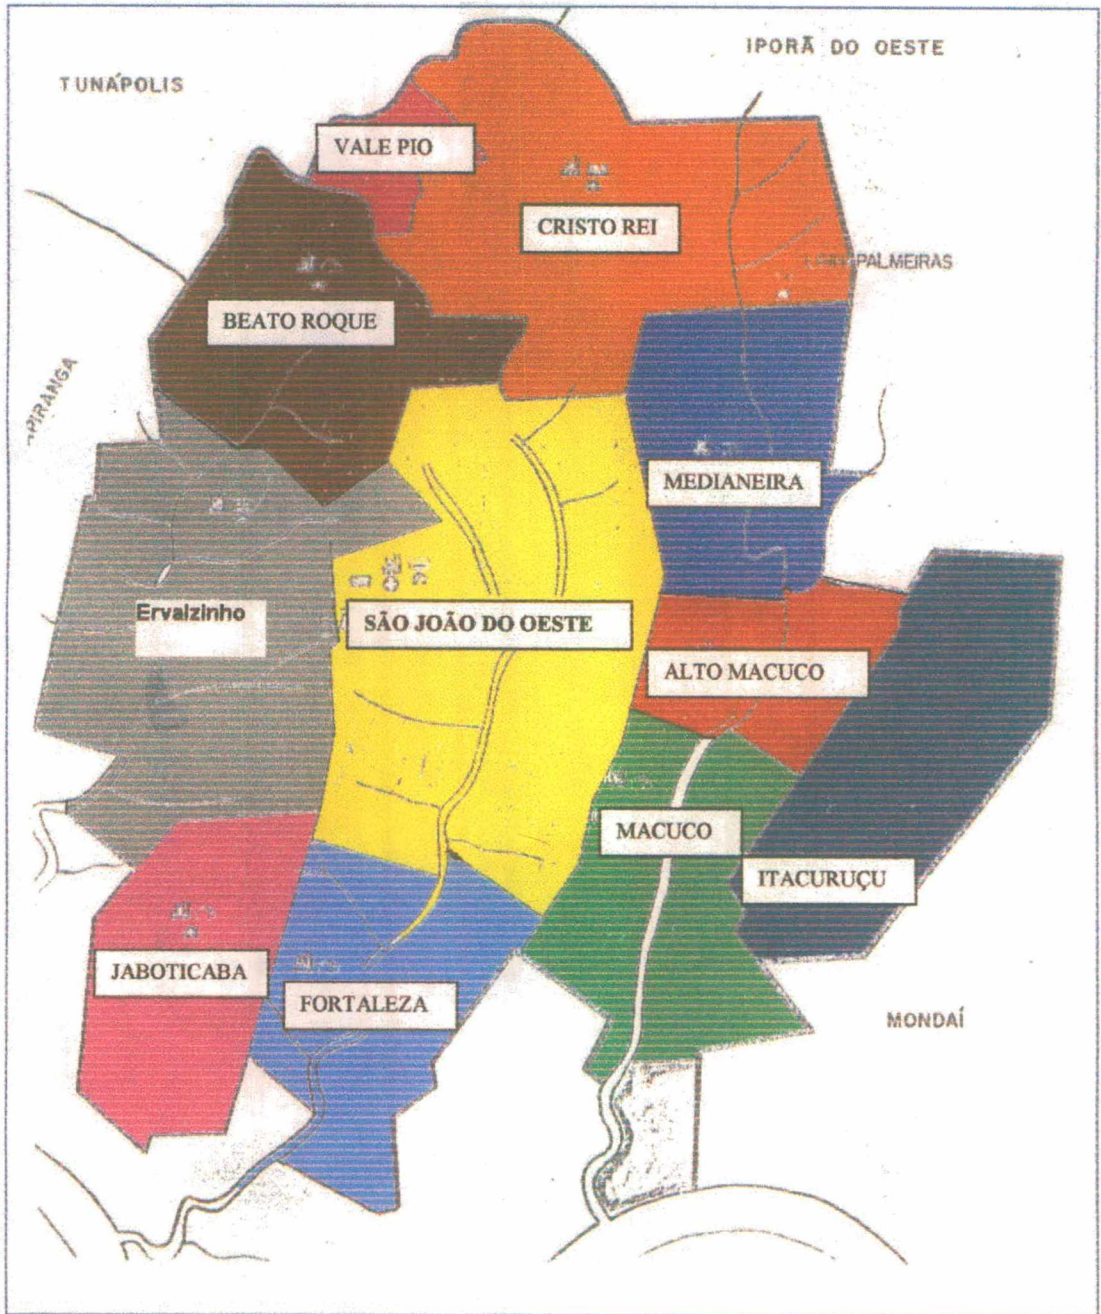 IPORÃ DO OESTE
TUNÁPOLIS
VALE PIO
CRISTO REI
PALMEIRAS
BEATO ROQUE
PIRANGA
MEDIANEIRA
Ervalzinho
SÃO JOÃO DO OESTE
ALTO MACUCO
MACUCO
ITACURUÇU
JABOTICABA
FORTALEZA
MONDAÍ